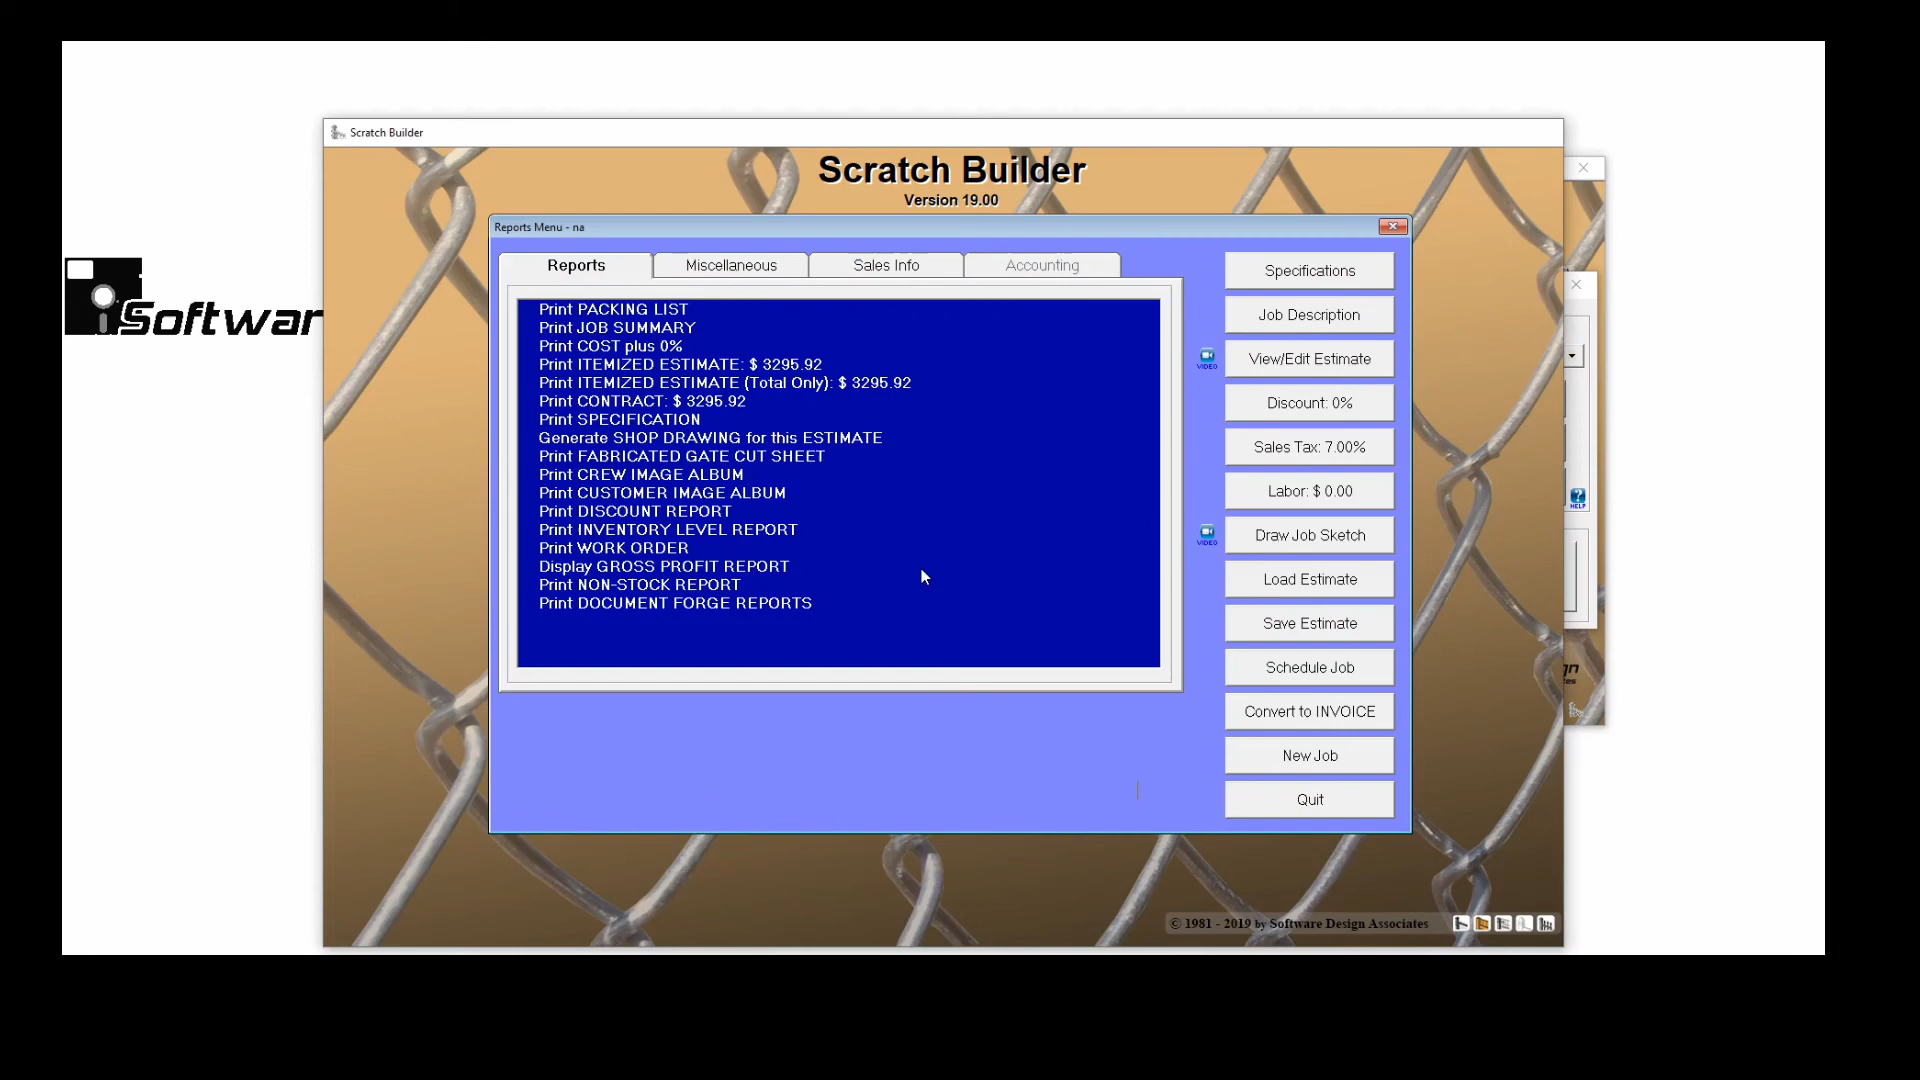 Scratch Builder
Scratch Builder
Version 19.00
iSoftwar
Reports Menu - na
Reports
Miscellaneous
Sales Info
Accounting
Print PACKING LIST
Print JOB SUMMARY
Print COST plus 0%
Print ITEMIZED ESTIMATE: $ 3295.92
Print ITEMIZED ESTIMATE (Total Only): $ 3295.92
Print CONTRACT: $ 3295.92
Print SPECIFICATION
Generate SHOP DRAWING for this ESTIMATE
Print FABRICATED GATE CUT SHEET
Print CREW IMAGE ALBUM
Print CUSTOMER IMAGE ALBUM
Print DISCOUNT REPORT
Print INVENTORY LEVEL REPORT
Print WORK ORDER
Display GROSS PROFIT REPORT
Print NON-STOCK REPORT
Print DOCUMENT FORGE REPORTS
Specifications
Job Description
VIDEO
View/Edit Estimate
Discount: 0%
Sales Tax: 7.00%
Labor: $ 0.00
VIDEO
Draw Job Sketch
Load Estimate
Save Estimate
Schedule Job
Convert to INVOICE
New Job
Quit
HELP
© 1981 - 2019 by Software Design Associates